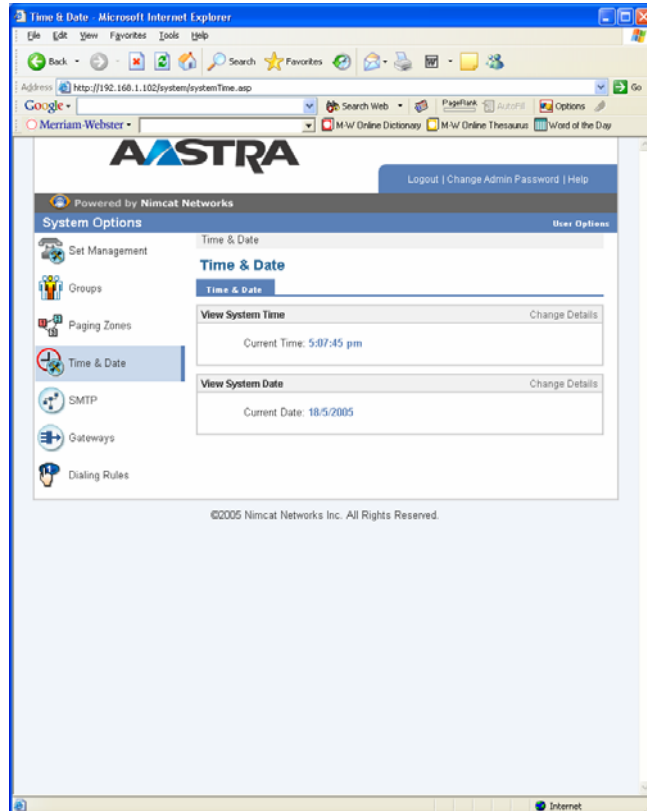 Time & Date - Microsoft Internet Explorer
File Edit View Favorites Tools Help
Back Search Favorites
Address http://192.168.1.102/system/systemTime.asp Go
Google Search Web PageRank AutoFill Options
Merriam-Webster M-W Online Dictionary M-W Online Thesaurus Word of the Day
AASTRA
Logout | Change Admin Password | Help
Powered by Nimcat Networks
System Options User Options
Set Management
Groups
Paging Zones
Time & Date
SMTP
Gateways
Dialing Rules
Time & Date
Time & Date
Time & Date
View System Time Change Details
Current Time: 5:07:45 pm
View System Date Change Details
Current Date: 18/5/2005
©2005 Nimcat Networks Inc. All Rights Reserved.
Internet